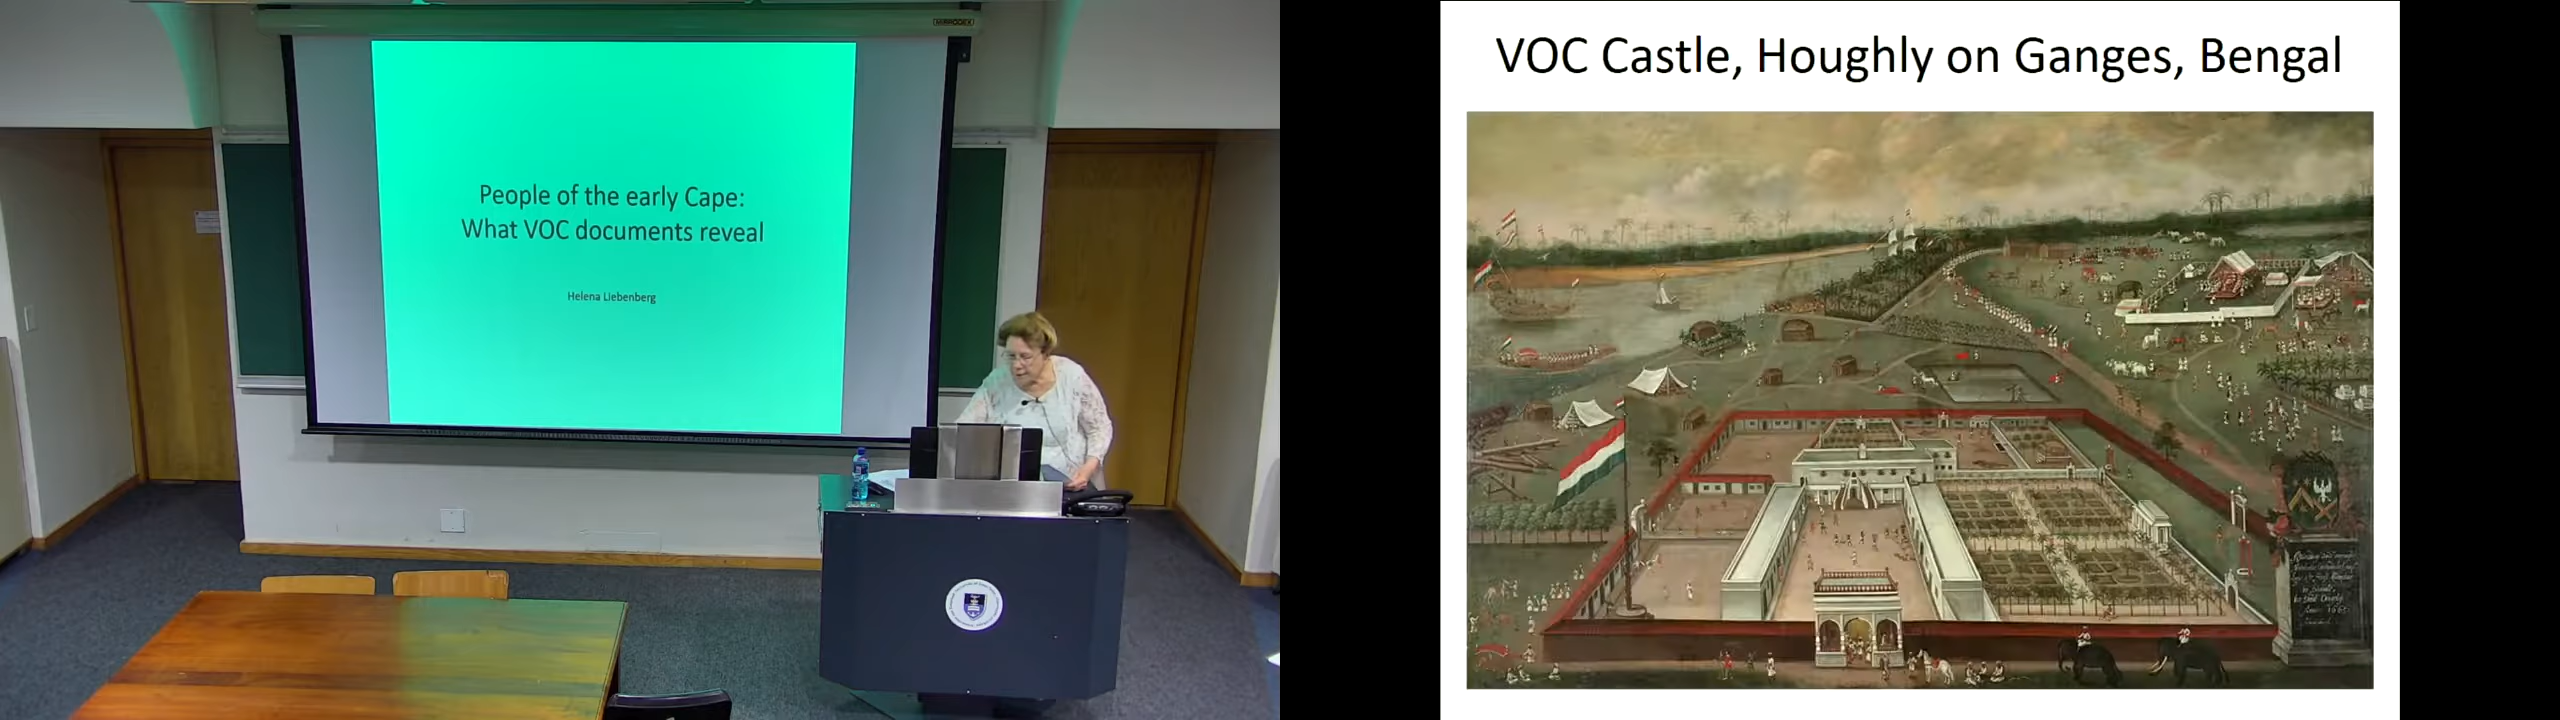 People of the early Cape:
What VOC documents reveal
Helena Liebenberg
VOC Castle, Houghly on Ganges, Bengal